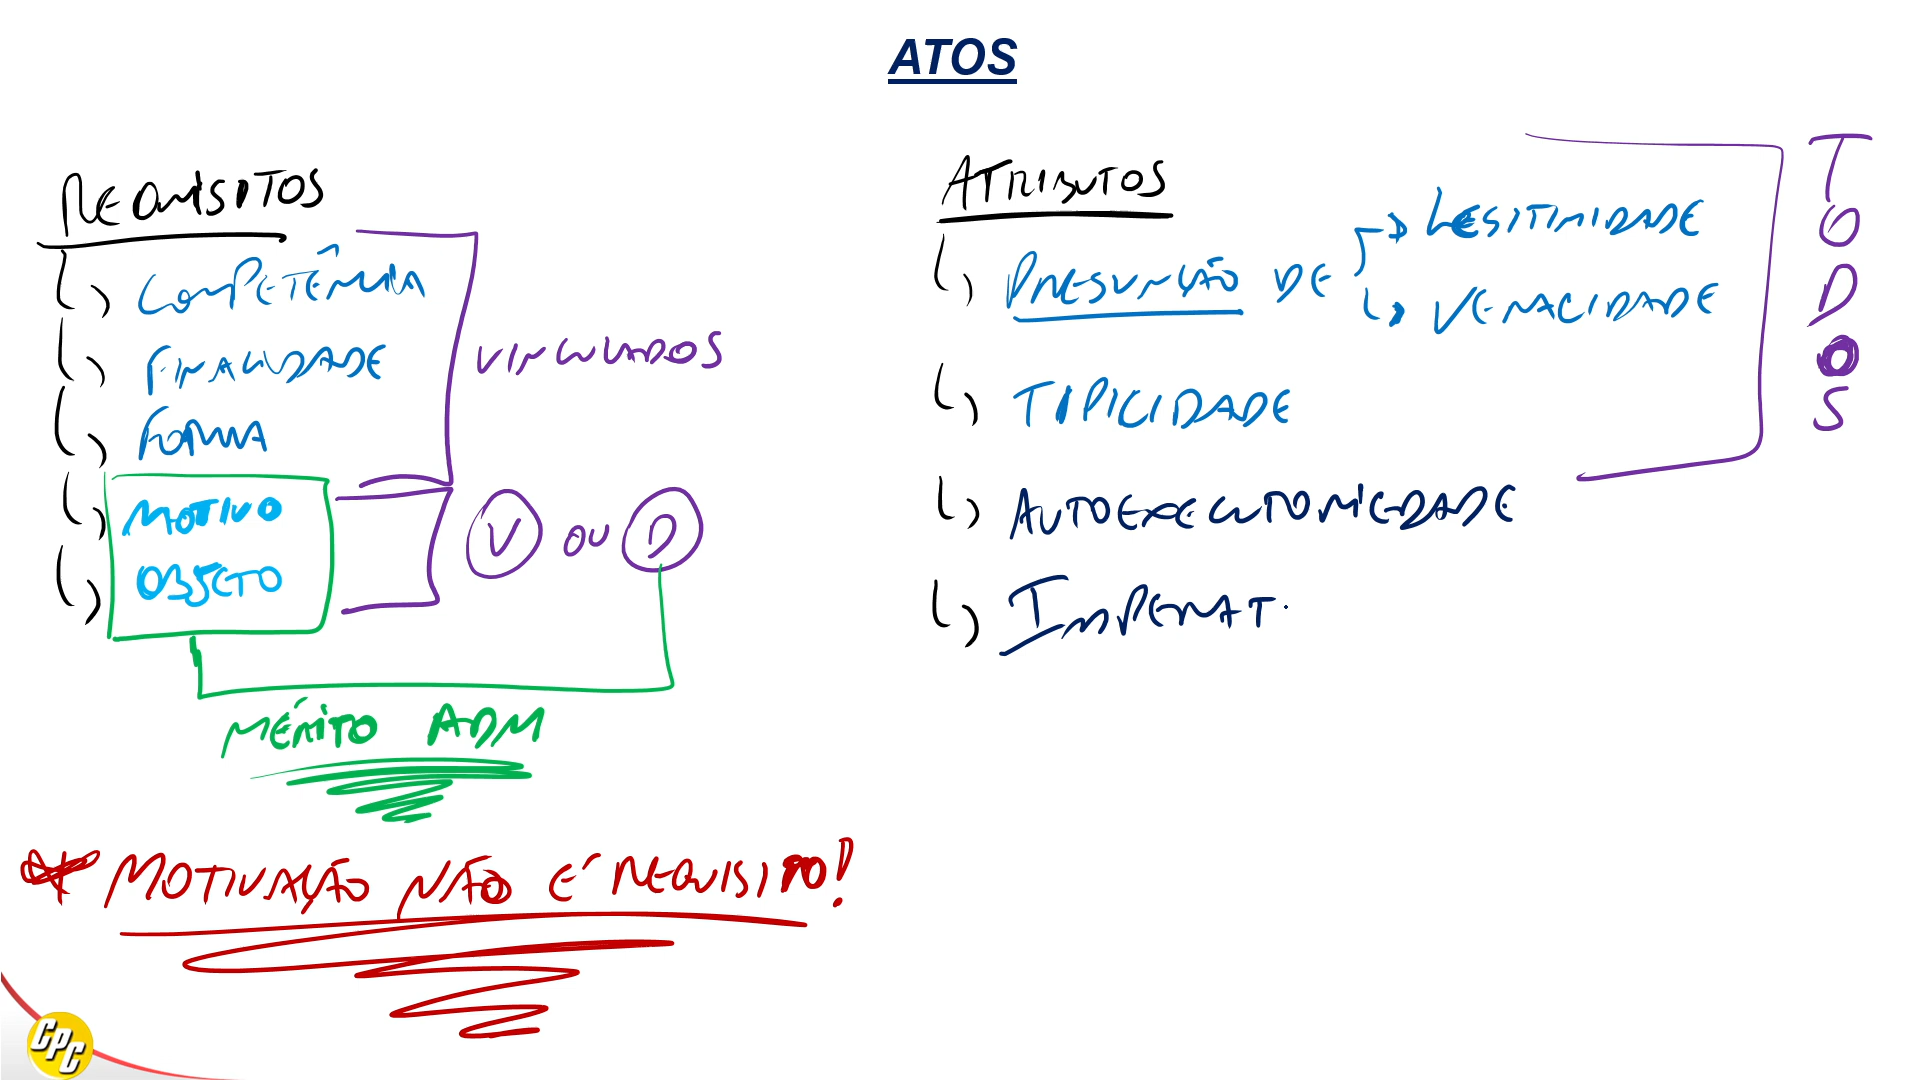 ATOS
REQUISITOS
COMPETÊNCIA
FINALIDADE
FORMA
VINCULADOS
MOTIVO
OBJETO
V OU D
MÉRITO ADM
* MOTIVAÇÃO NÃO É REQUISITO!
ATRIBUTOS
PRESUNÇÃO DE
LEGITIMIDADE
VERACIDADE
TIPICIDADE
TODOS
AUTOEXECUTORIEDADE
IMPERAT
CPC